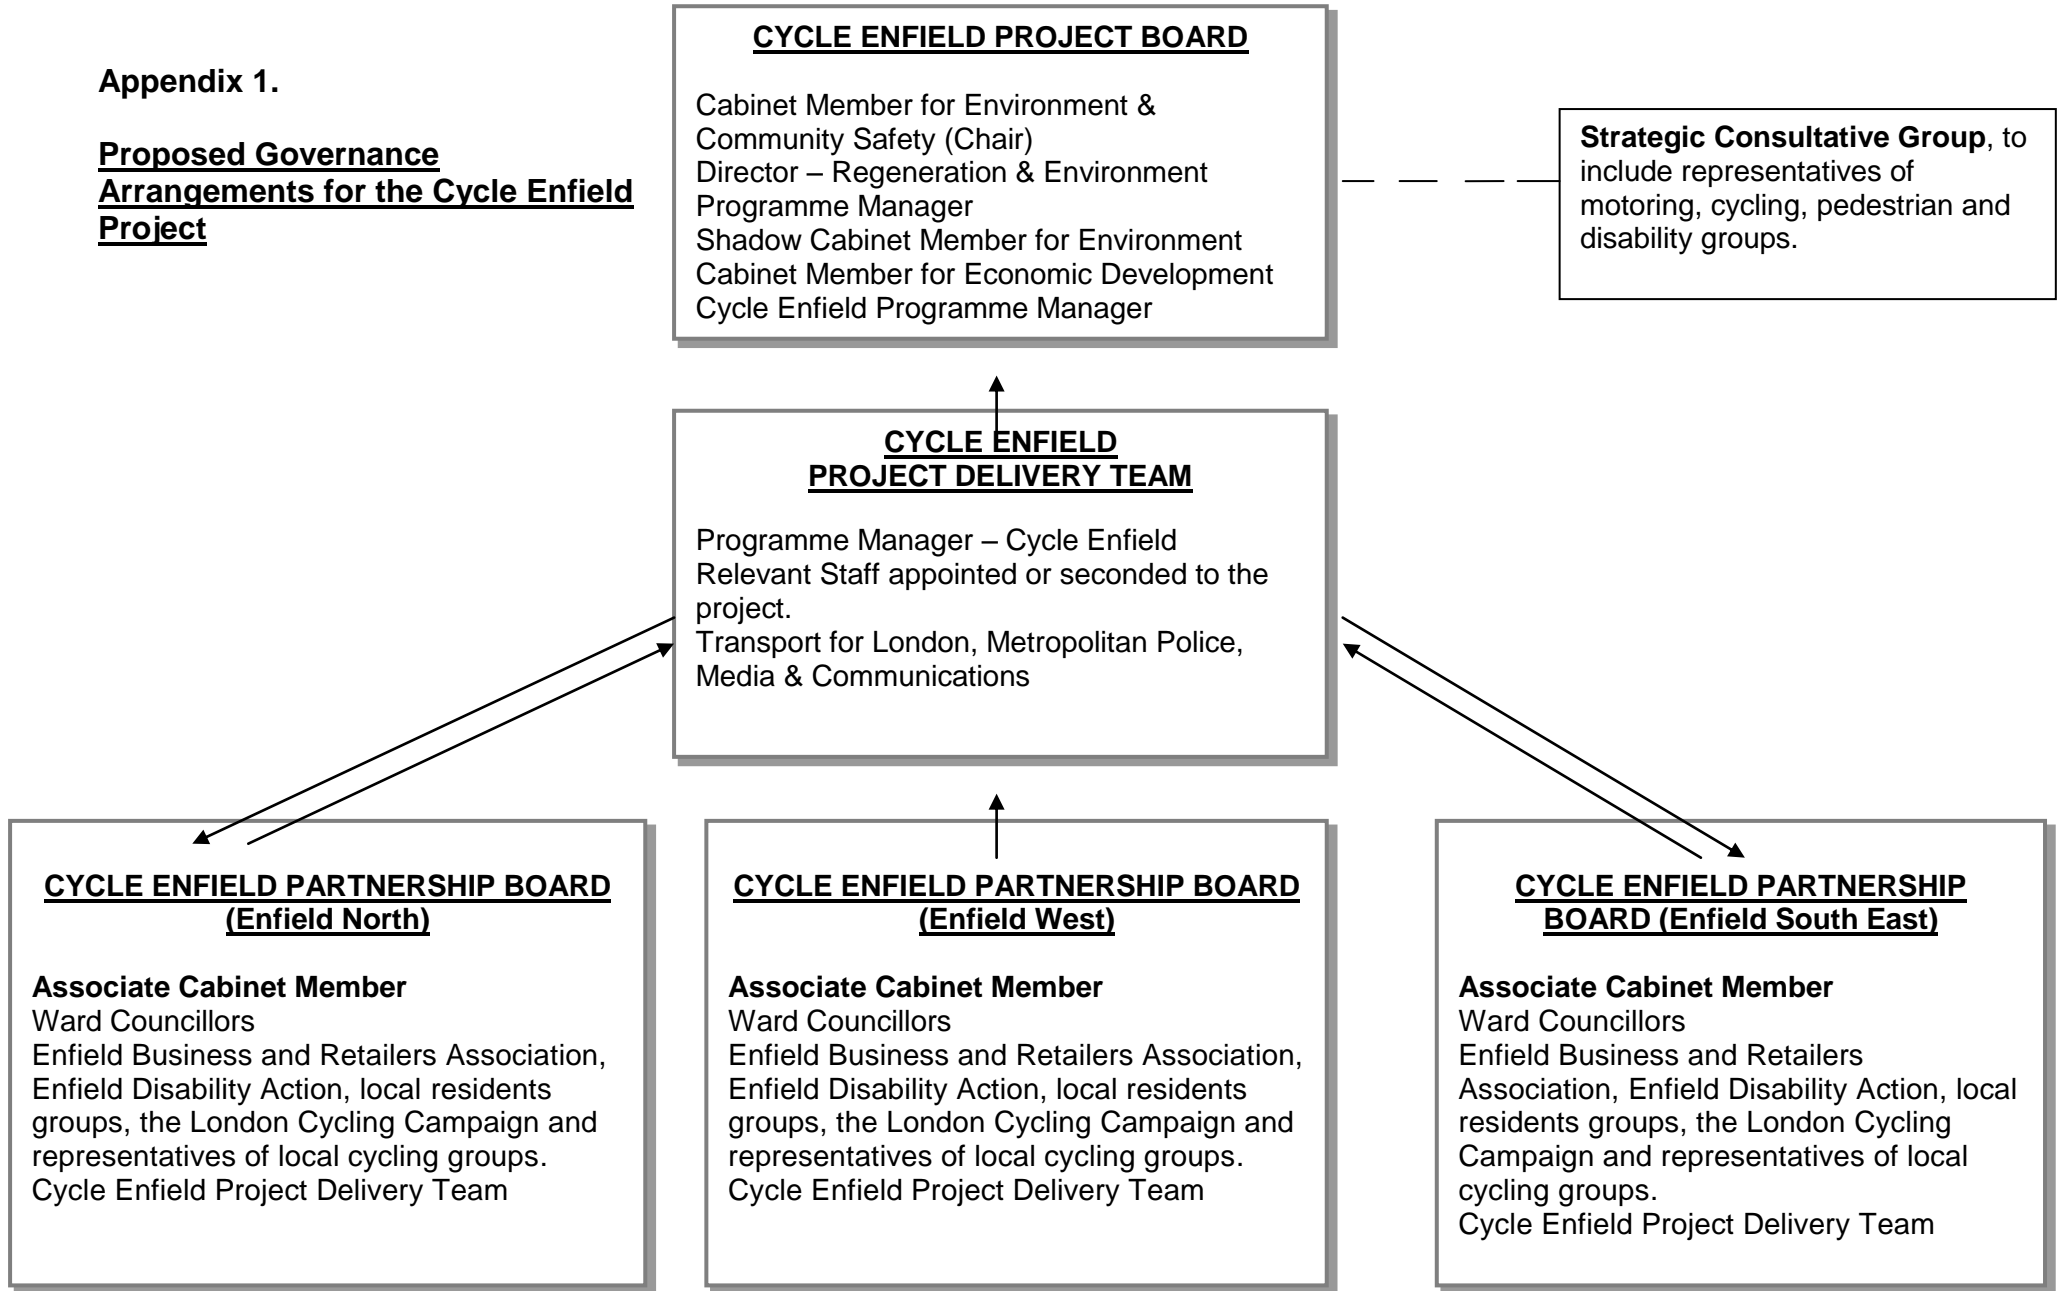 Appendix 1.
Proposed Governance
Arrangements for the Cycle Enfield
Project
CYCLE ENFIELD PROJECT BOARD
Cabinet Member for Environment &
Community Safety (Chair)
Director – Regeneration & Environment
Programme Manager
Shadow Cabinet Member for Environment
Cabinet Member for Economic Development
Cycle Enfield Programme Manager
Strategic Consultative Group, to
include representatives of
motoring, cycling, pedestrian and
disability groups.
CYCLE ENFIELD
PROJECT DELIVERY TEAM
Programme Manager – Cycle Enfield
Relevant Staff appointed or seconded to the
project.
Transport for London, Metropolitan Police,
Media & Communications
CYCLE ENFIELD PARTNERSHIP BOARD
(Enfield North)
Associate Cabinet Member
Ward Councillors
Enfield Business and Retailers Association,
Enfield Disability Action, local residents
groups, the London Cycling Campaign and
representatives of local cycling groups.
Cycle Enfield Project Delivery Team
CYCLE ENFIELD PARTNERSHIP BOARD
(Enfield West)
Associate Cabinet Member
Ward Councillors
Enfield Business and Retailers Association,
Enfield Disability Action, local residents
groups, the London Cycling Campaign and
representatives of local cycling groups.
Cycle Enfield Project Delivery Team
CYCLE ENFIELD PARTNERSHIP
BOARD (Enfield South East)
Associate Cabinet Member
Ward Councillors
Enfield Business and Retailers
Association, Enfield Disability Action, local
residents groups, the London Cycling
Campaign and representatives of local
cycling groups.
Cycle Enfield Project Delivery Team